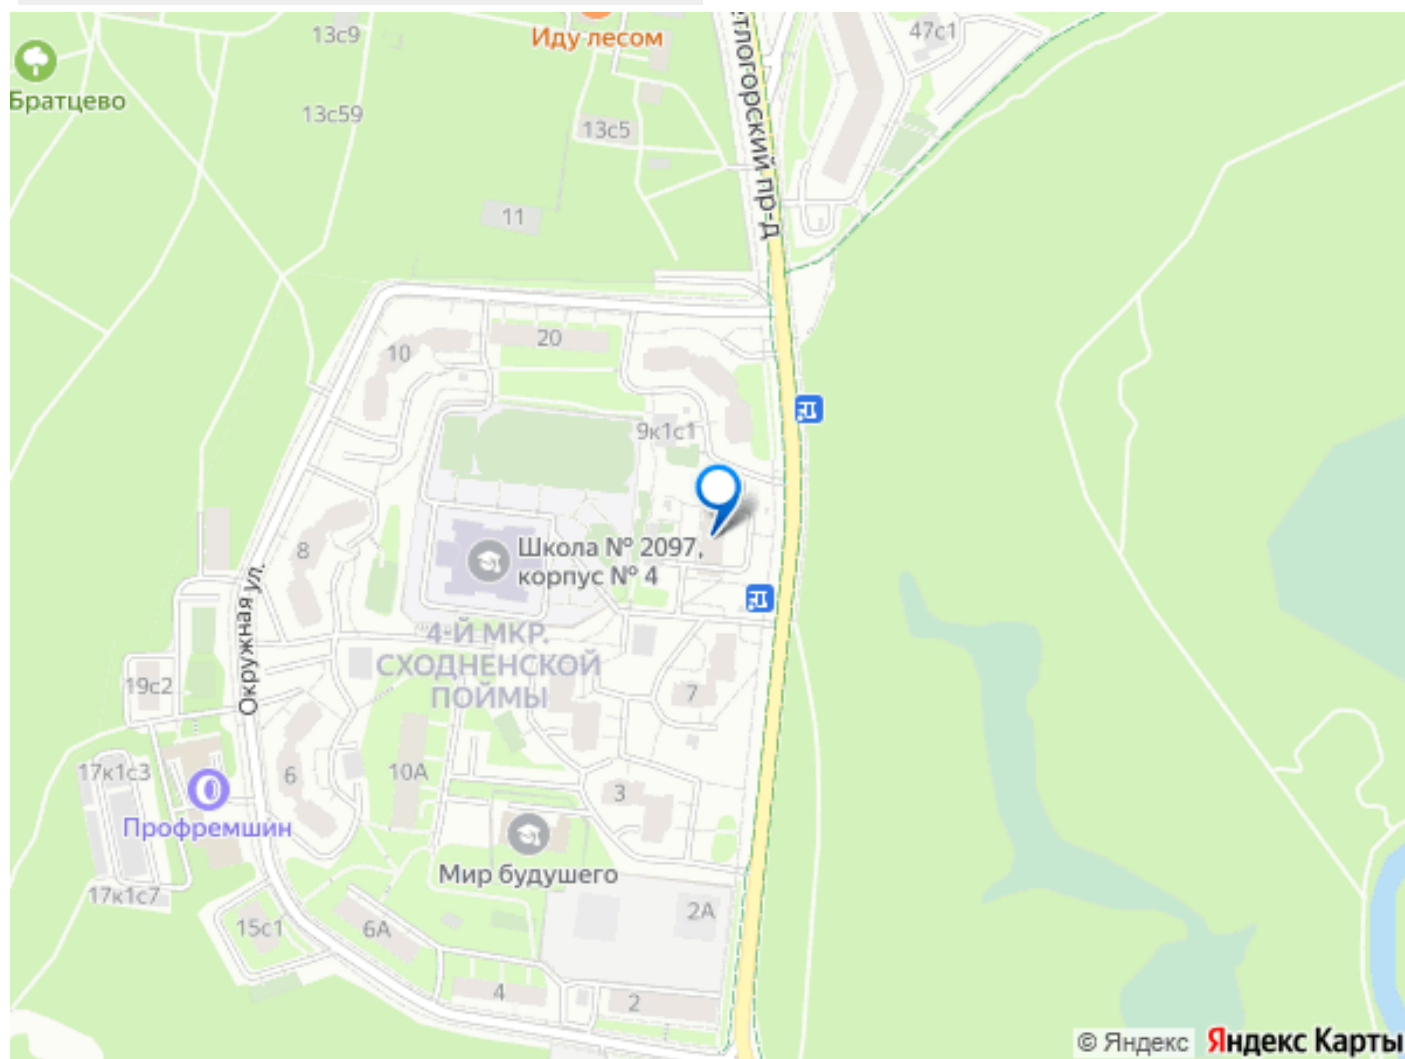 13с9
Иду лесом
47с1
Братцево
13с59
13с5
тлогорский пр-д
11
20
10
9к1с1
Школа № 2097,
корпус № 4
8
Окружная ул.
4-Й МКР.
СХОДНЕНСКОЙ
ПОЙМЫ
19с2
7
17к1с3
6
10А
3
Профремшин
Мир будущего
17к1с7
15с1
6А
2А
4
2
© Яндекс
Яндекс Карты